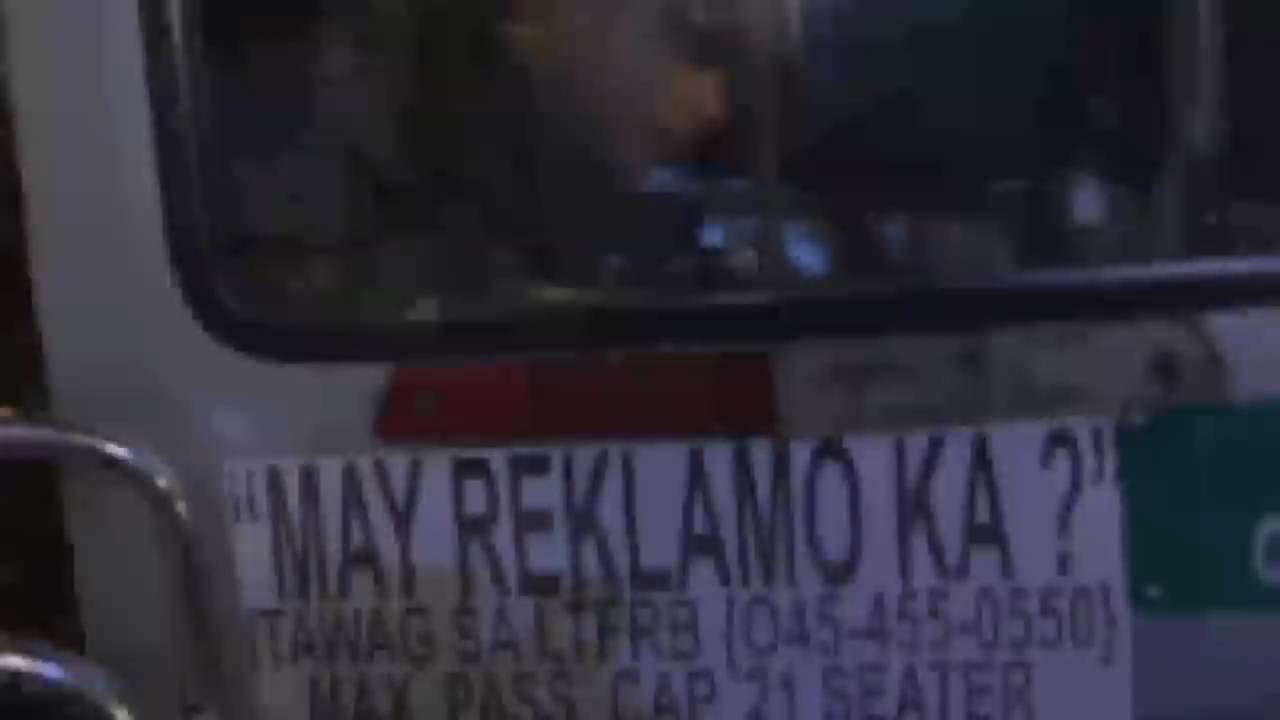 “MAY REKLAMO KA ?”
TAWAG SA LTFRB (045-455-0550)
MAX. PASS. CAP. 21 SEATER